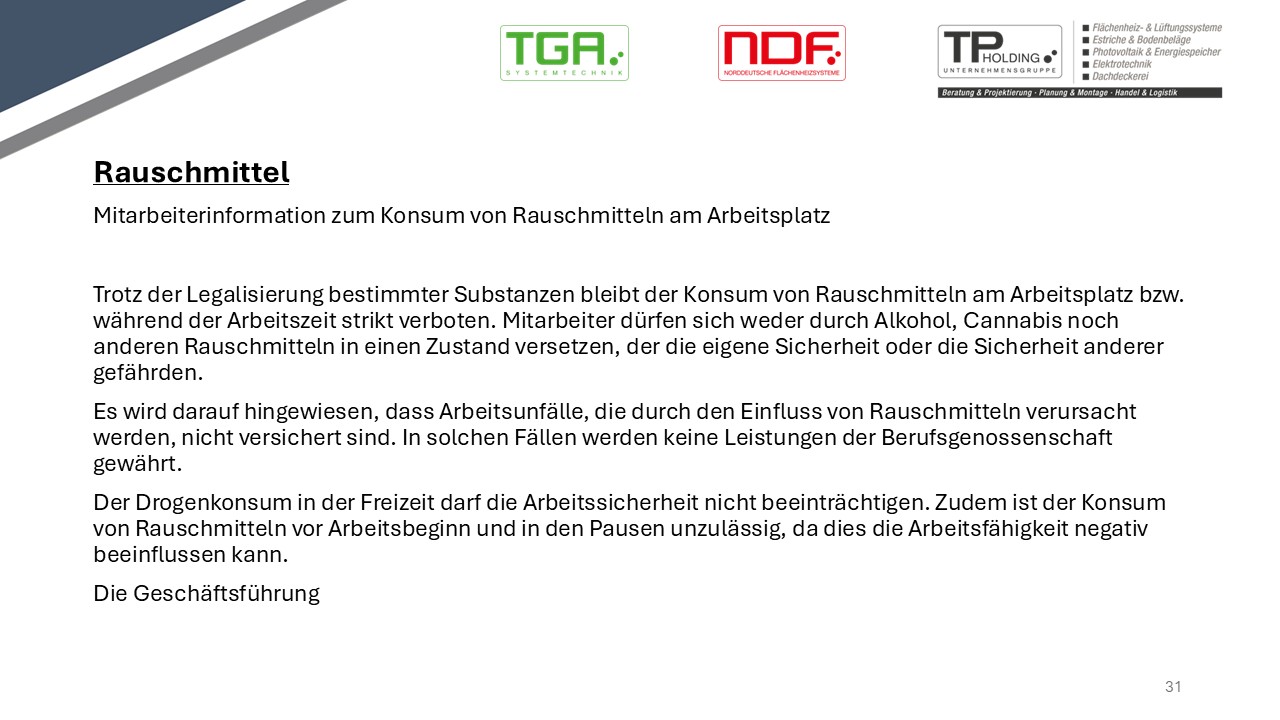 TGA
SYSTEMTECHNIK
NDF
NORDDEUTSCHE FLÄCHENHEIZSYSTEME
TP HOLDING
UNTERNEHMENSGRUPPE
Flächenheiz- & Lüftungssysteme
Estriche & Bodenbeläge
Photovoltaik & Energiespeicher
Elektrotechnik
Dachdeckerei
Beratung & Projektierung · Planung & Montage · Handel & Logistik
Rauschmittel
Mitarbeiterinformation zum Konsum von Rauschmitteln am Arbeitsplatz
Trotz der Legalisierung bestimmter Substanzen bleibt der Konsum von Rauschmitteln am Arbeitsplatz bzw.
während der Arbeitszeit strikt verboten. Mitarbeiter dürfen sich weder durch Alkohol, Cannabis noch
anderen Rauschmitteln in einen Zustand versetzen, der die eigene Sicherheit oder die Sicherheit anderer
gefährden.
Es wird darauf hingewiesen, dass Arbeitsunfälle, die durch den Einfluss von Rauschmitteln verursacht
werden, nicht versichert sind. In solchen Fällen werden keine Leistungen der Berufsgenossenschaft
gewährt.
Der Drogenkonsum in der Freizeit darf die Arbeitssicherheit nicht beeinträchtigen. Zudem ist der Konsum
von Rauschmitteln vor Arbeitsbeginn und in den Pausen unzulässig, da dies die Arbeitsfähigkeit negativ
beeinflussen kann.
Die Geschäftsführung
31